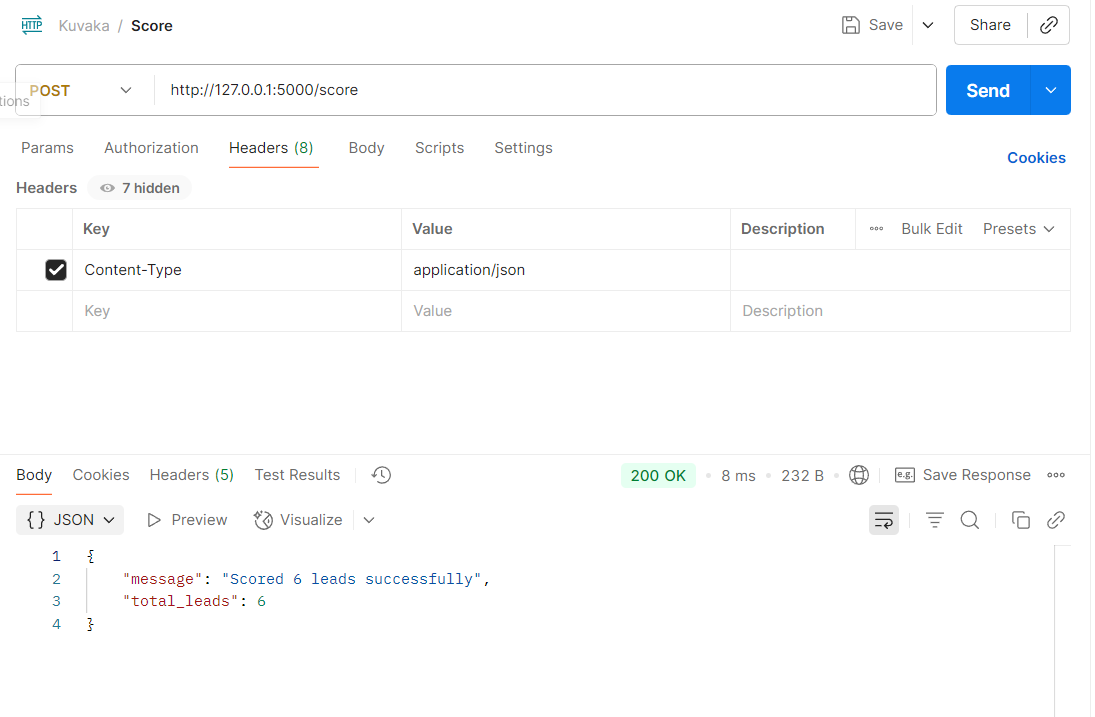 HTTP Kuvaka / Score Save Share
POST http://127.0.0.1:5000/score Send
tions
Params Authorization Headers (8) Body Scripts Settings Cookies
Headers 7 hidden
Key Value Description Bulk Edit Presets
Content-Type application/json
Key Value Description
Body Cookies Headers (5) Test Results 200 OK 8 ms 232 B e.g. Save Response
{} JSON Preview Visualize
1 {
2 "message": "Scored 6 leads successfully",
3 "total_leads": 6
4 }